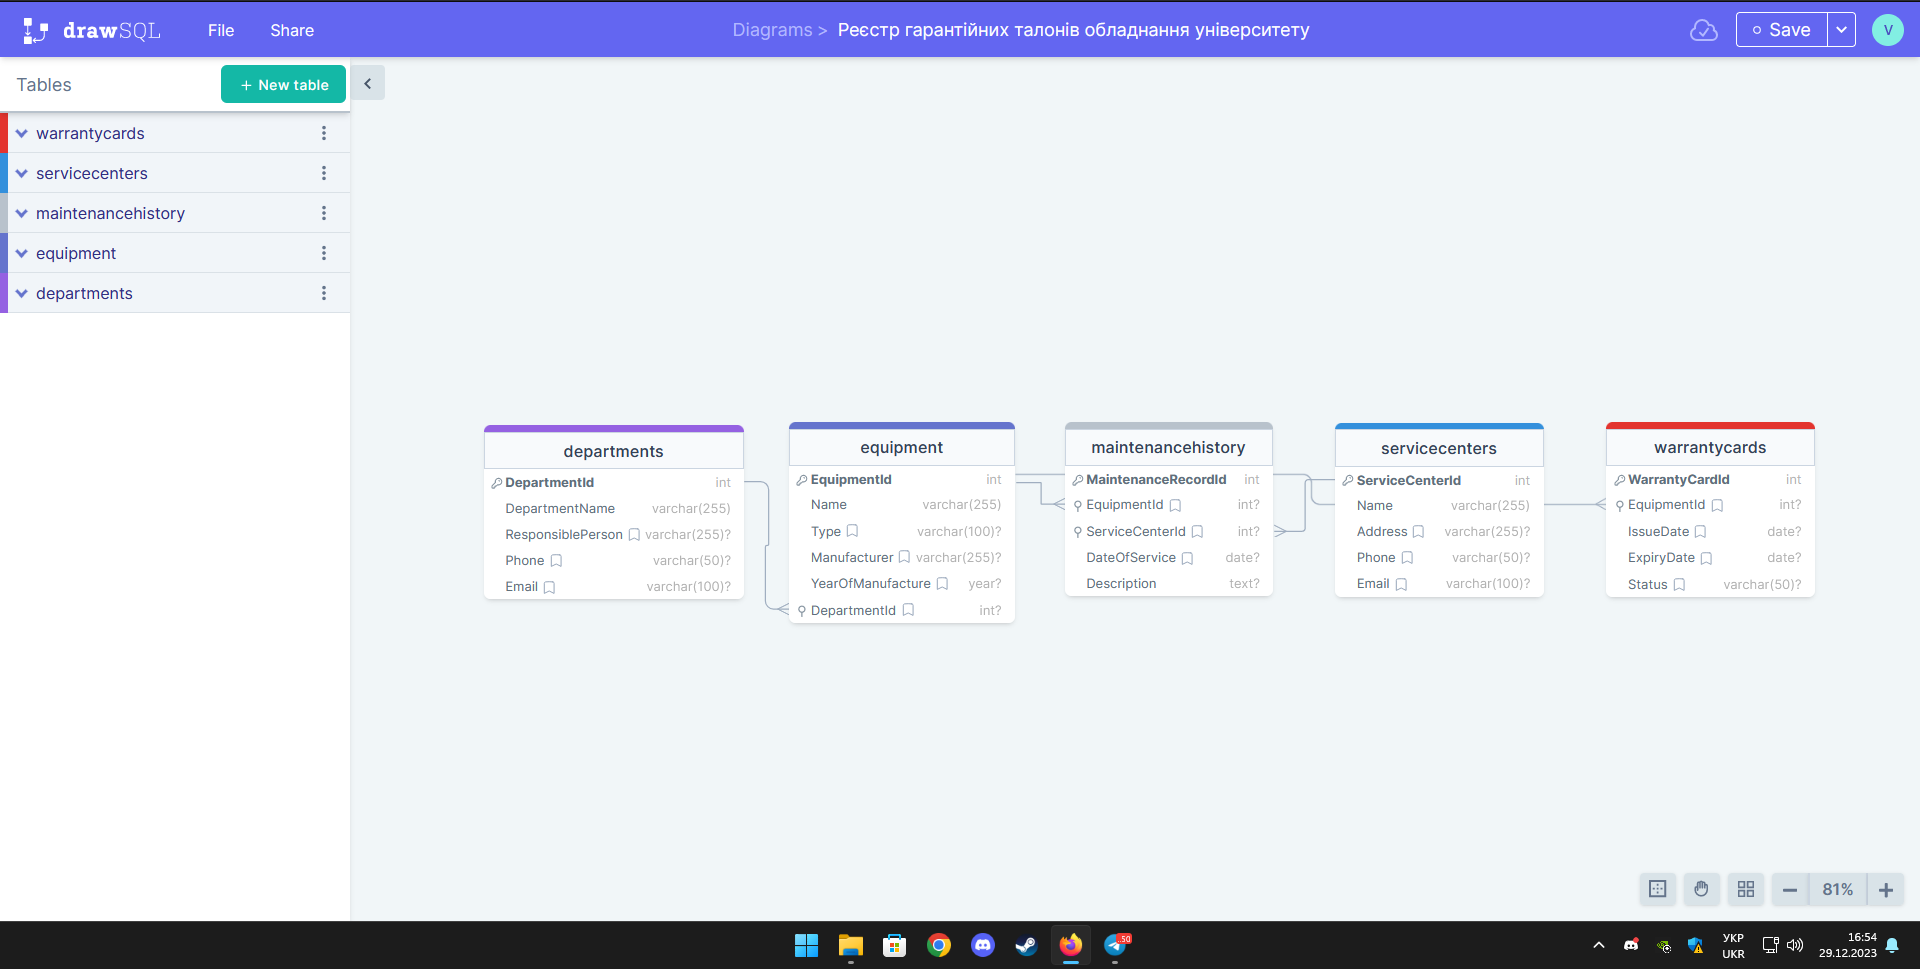 drawSQL
File
Share
Diagrams > Реєстр гарантійних талонів обладнання університету
Save
V
Tables
+ New table
warrantycards
servicecenters
maintenancehistory
equipment
departments
departments
DepartmentId int
DepartmentName varchar(255)
ResponsiblePerson varchar(255)?
Phone varchar(50)?
Email varchar(100)?
equipment
EquipmentId int
Name varchar(255)
Type varchar(100)?
Manufacturer varchar(255)?
YearOfManufacture year?
DepartmentId int?
maintenancehistory
MaintenanceRecordId int
EquipmentId int?
ServiceCenterId int?
DateOfService date?
Description text?
servicecenters
ServiceCenterId int
Name varchar(255)
Address varchar(255)?
Phone varchar(50)?
Email varchar(100)?
warrantycards
WarrantyCardId int
EquipmentId int?
IssueDate date?
ExpiryDate date?
Status varchar(50)?
81%
50
УКР
UKR
16:54
29.12.2023